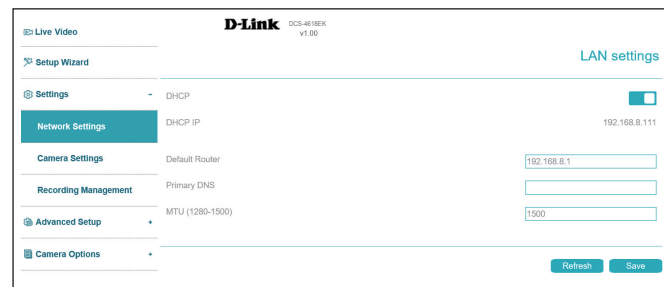 D-Link DCS-4618EK
v1.00
Live Video
Setup Wizard
Settings -
Network Settings
Camera Settings
Recording Management
Advanced Setup +
Camera Options +
LAN settings
DHCP
DHCP IP 192.168.8.111
Default Router 192.168.8.1
Primary DNS
MTU (1280-1500) 1500
Refresh Save